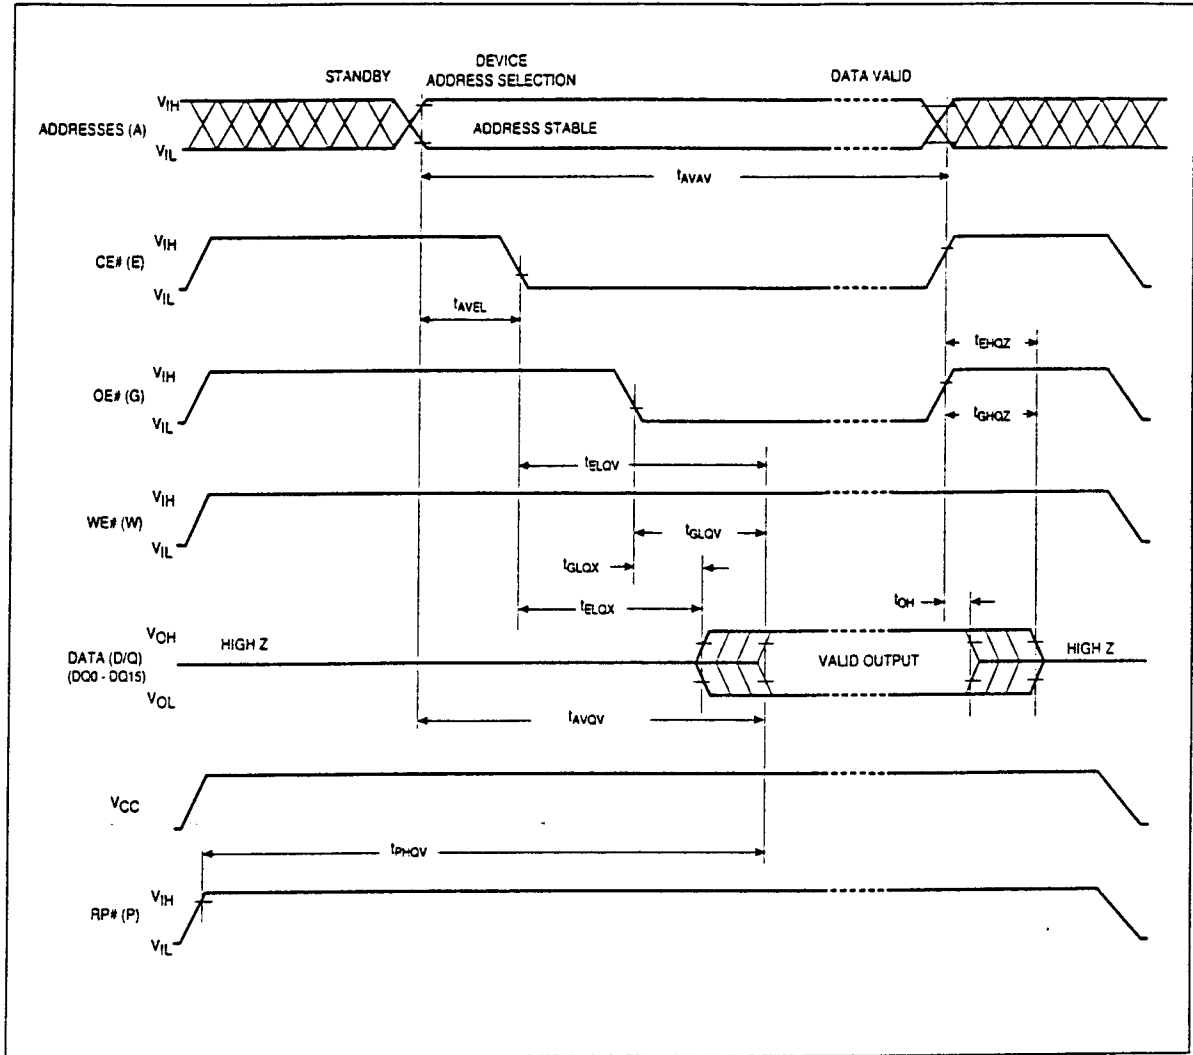 STANDBY
DEVICE
ADDRESS SELECTION
DATA VALID
ADDRESSES (A)
VIH
VIL
ADDRESS STABLE
tAVAV
CE# (E)
VIH
VIL
tAVEL
tEHQZ
OE# (G)
VIH
VIL
tGHQZ
tELQV
WE# (W)
VIH
VIL
tGLQV
tGLQX
tELQX
tOH
VOH
DATA (D/Q)
(DQ0 - DQ15)
VOL
HIGH Z
VALID OUTPUT
HIGH Z
tAVQV
VCC
tPHQV
RP# (P)
VIH
VIL